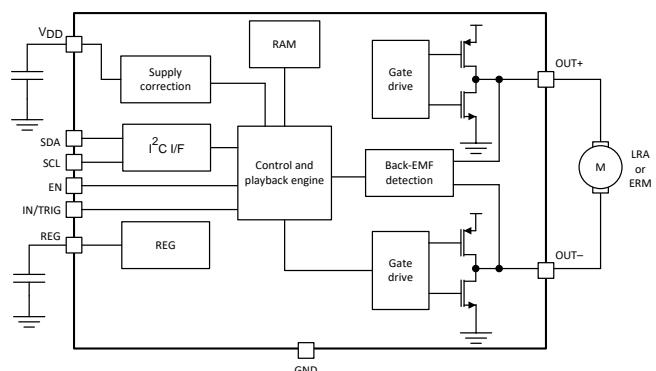 VDD
RAM
Supply
correction
Gate
drive
OUT+
SDA
I2C I/F
SCL
Control and
playback engine
Back-EMF
detection
M
LRA
or
ERM
EN
IN/TRIG
REG
REG
Gate
drive
OUT–
GND